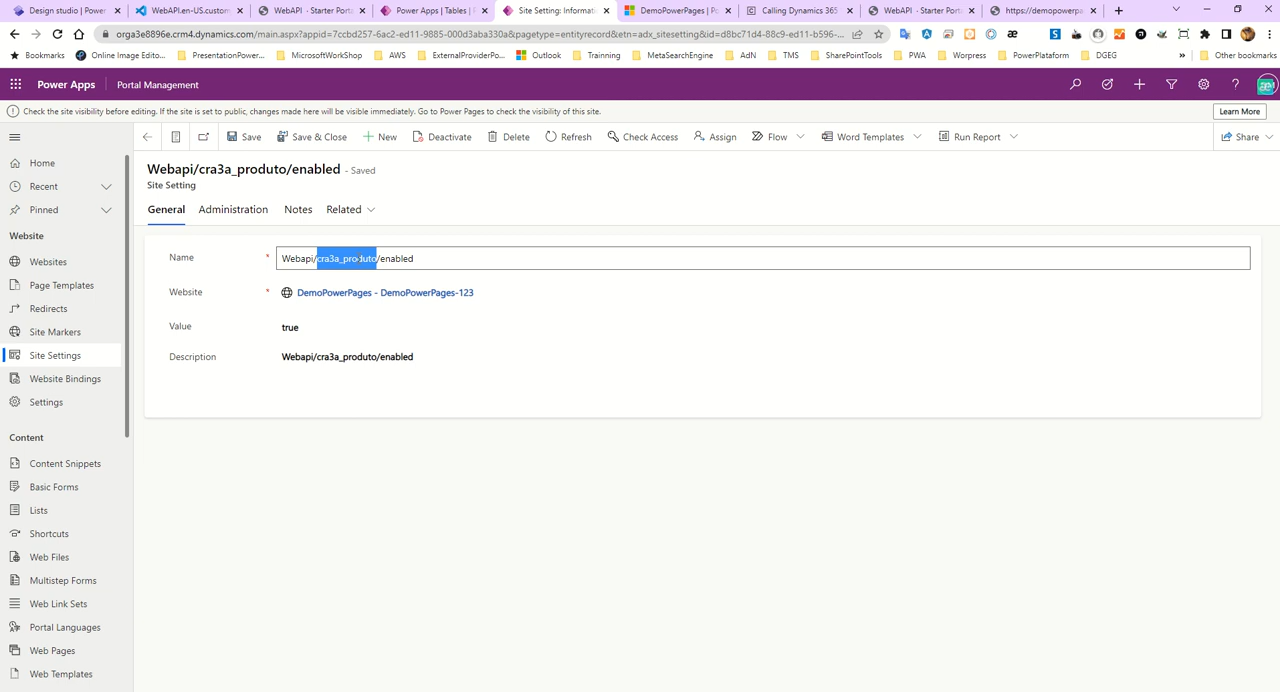 Design studio | Power
WebAPI.en-US.custom
WebAPI · Starter Porta
Power Apps | Tables | P
Site Setting: Informati
DemoPowerPages | Po
Calling Dynamics 365
WebAPI · Starter Porta
https://demopowerpa
orga3e8896e.crm4.dynamics.com/main.aspx?appid=7ccbd257-6ac2-ed11-9885-000d3aba330a&pagetype=entityrecord&etn=adx_sitesetting&id=d8bc71d4-88c9-ed11-b596-...
Bookmarks
Online Image Edito...
PresentationPower...
MicrosoftWorkShop
AWS
ExternalProviderPo...
Outlook
Trainning
MetaSearchEngine
AdN
TMS
SharePointTools
PWA
Worpress
PowerPlataform
DGEG
»
Other bookmarks
Power Apps
Portal Management
Check the site visibility before editing. If the site is set to public, changes made here will be visible immediately. Go to Power Pages to check the visibility of this site.
Learn More
Save
Save & Close
New
Deactivate
Delete
Refresh
Check Access
Assign
Flow
Word Templates
Run Report
Share
Home
Recent
Pinned
Website
Websites
Page Templates
Redirects
Site Markers
Site Settings
Website Bindings
Settings
Content
Content Snippets
Basic Forms
Lists
Shortcuts
Web Files
Multistep Forms
Web Link Sets
Portal Languages
Web Pages
Web Templates
Webapi/cra3a_produto/enabled - Saved
Site Setting
General
Administration
Notes
Related
Name * Webapi/cra3a_produto/enabled
Website * DemoPowerPages - DemoPowerPages-123
Value true
Description Webapi/cra3a_produto/enabled